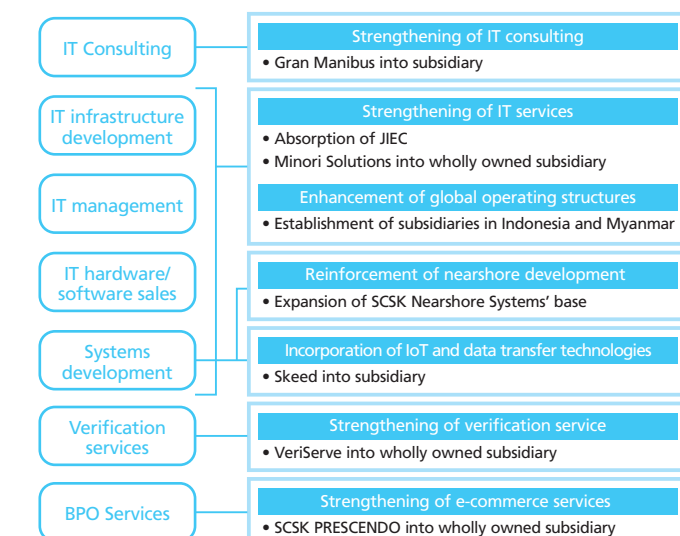 IT Consulting
Strengthening of IT consulting
• Gran Manibus into subsidiary
IT infrastructure
development
Strengthening of IT services
• Absorption of JIEC
• Minori Solutions into wholly owned subsidiary
IT management
Enhancement of global operating structures
• Establishment of subsidiaries in Indonesia and Myanmar
IT hardware/
software sales
Reinforcement of nearshore development
• Expansion of SCSK Nearshore Systems' base
Systems
development
Incorporation of IoT and data transfer technologies
• Skeed into subsidiary
Verification
services
Strengthening of verification service
• VeriServe into wholly owned subsidiary
BPO Services
Strengthening of e-commerce services
• SCSK PRESCENDO into wholly owned subsidiary